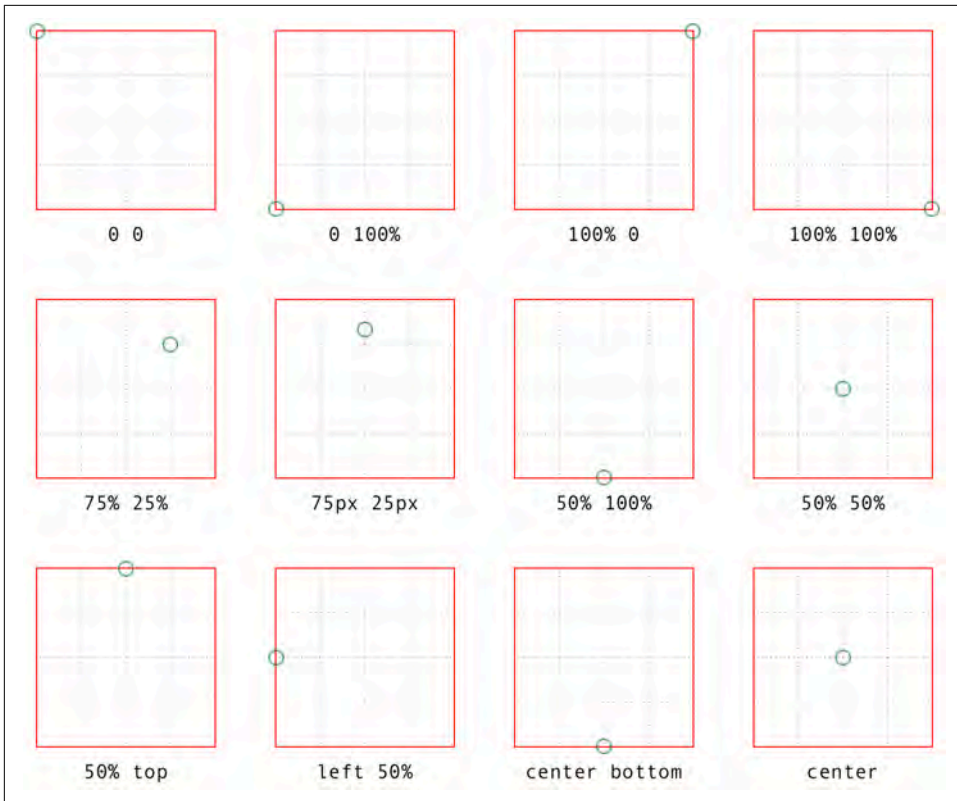 0 0
0 100%
100% 0
100% 100%
75% 25%
75px 25px
50% 100%
50% 50%
50% top
left 50%
center bottom
center